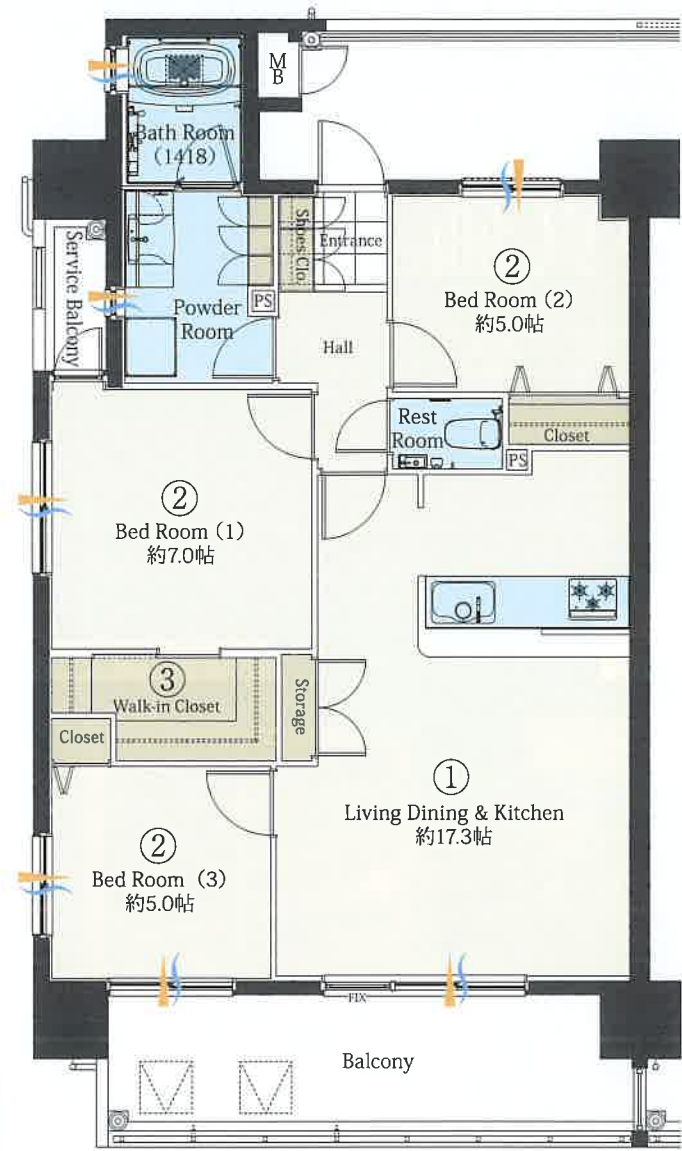 M
B
Bath Room
(1418)
Shoes Clo.
Entrance
Service Balcony
②
Bed Room (2)
約5.0帖
PS
Powder
Room
Hall
Rest
Room
Closet
PS
②
Bed Room (1)
約7.0帖
③
Walk-in Closet
Storage
Closet
①
Living Dining & Kitchen
約17.3帖
②
Bed Room (3)
約5.0帖
FIX
Balcony